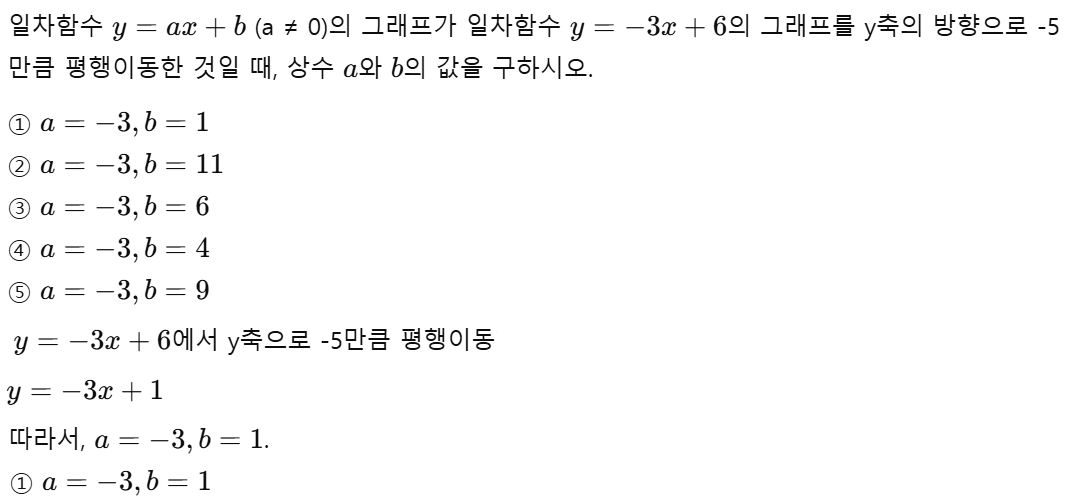 일차함수 y = ax + b (a ≠ 0)의 그래프가 일차함수 y = −3x + 6의 그래프를 y축의 방향으로 -5
만큼 평행이동한 것일 때, 상수 a와 b의 값을 구하시오.
① a = −3, b = 1
② a = −3, b = 11
③ a = −3, b = 6
④ a = −3, b = 4
⑤ a = −3, b = 9
y = −3x + 6에서 y축으로 -5만큼 평행이동
y = −3x + 1
따라서, a = −3, b = 1.
① a = −3, b = 1